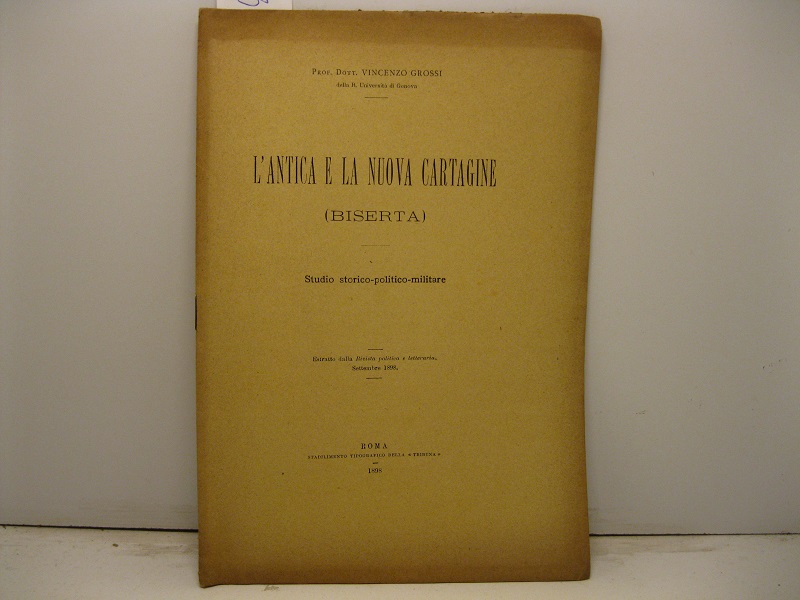 PROF. DOTT. VINCENZO GROSSI
della R. Università di Genova
L'ANTICA E LA NUOVA CARTAGINE
(BISERTA)
Studio storico-politico-militare
Estratto dalla Rivista politica e letteraria,
Settembre 1898.
ROMA
STABILIMENTO TIPOGRAFICO DELLA « TRIBUNA »
1898